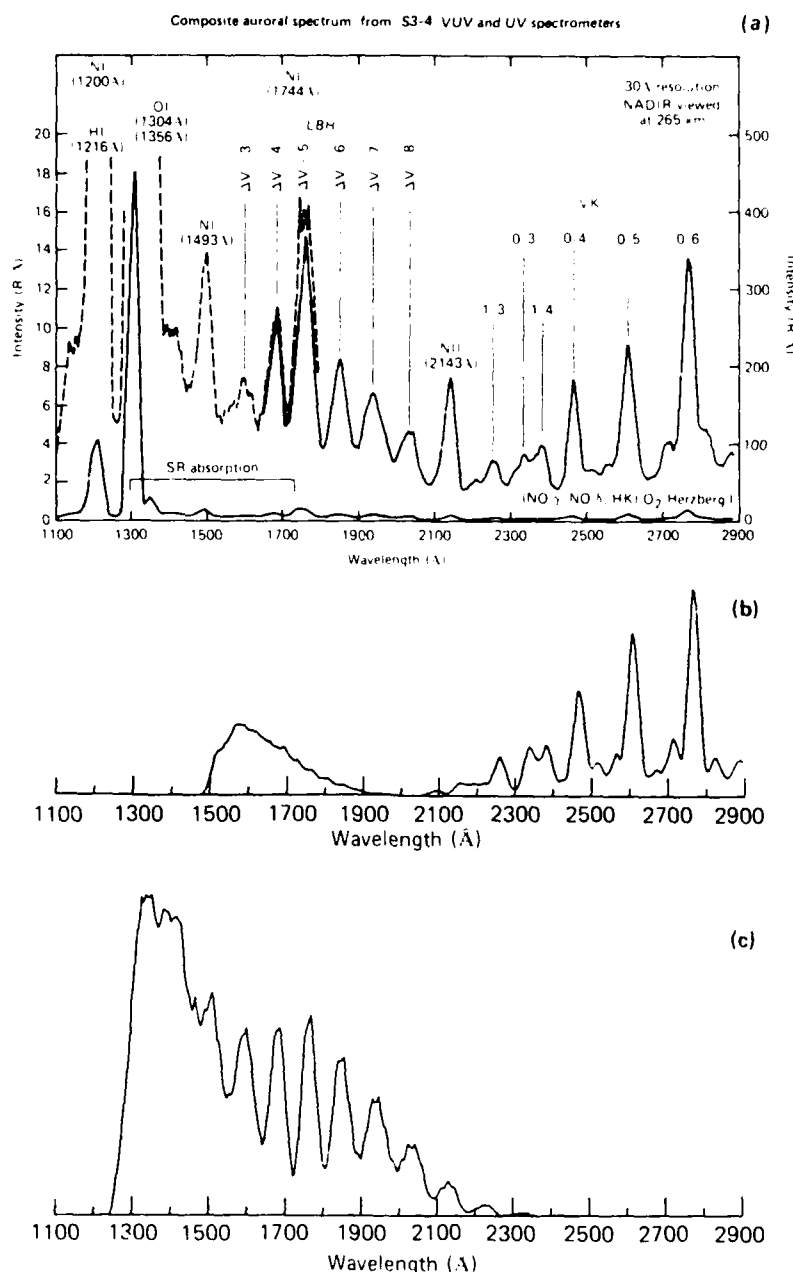 Composite auroral spectrum from S3-4 VUV and UV spectrometers
(a)
NI
(1200 Å)
HI
(1216 Å)
OI
(1304 Å)
(1356 Å)
NI
(1744 Å)
LBH
30 Å resolution
NADIR viewed
at 265 km
NI
(1493 Å)
ΔV 3
ΔV 4
ΔV 5
ΔV 6
ΔV 7
ΔV 8
VK
0 3
0 4
0 5
0 6
1 3
1 4
NII
(2143 Å)
SR absorption
(NO γ, NO δ, HK( O2 Herzberg )
20
18
16
14
12
10
8
6
4
2
0
Intensity (R Å)
500
400
300
200
100
0
Intensity (R Å)
1100 1300 1500 1700 1900 2100 2300 2500 2700 2900
Wavelength (Å)
(b)
1100 1300 1500 1700 1900 2100 2300 2500 2700 2900
Wavelength (Å)
(c)
1100 1300 1500 1700 1900 2100 2300 2500 2700 2900
Wavelength (Å)